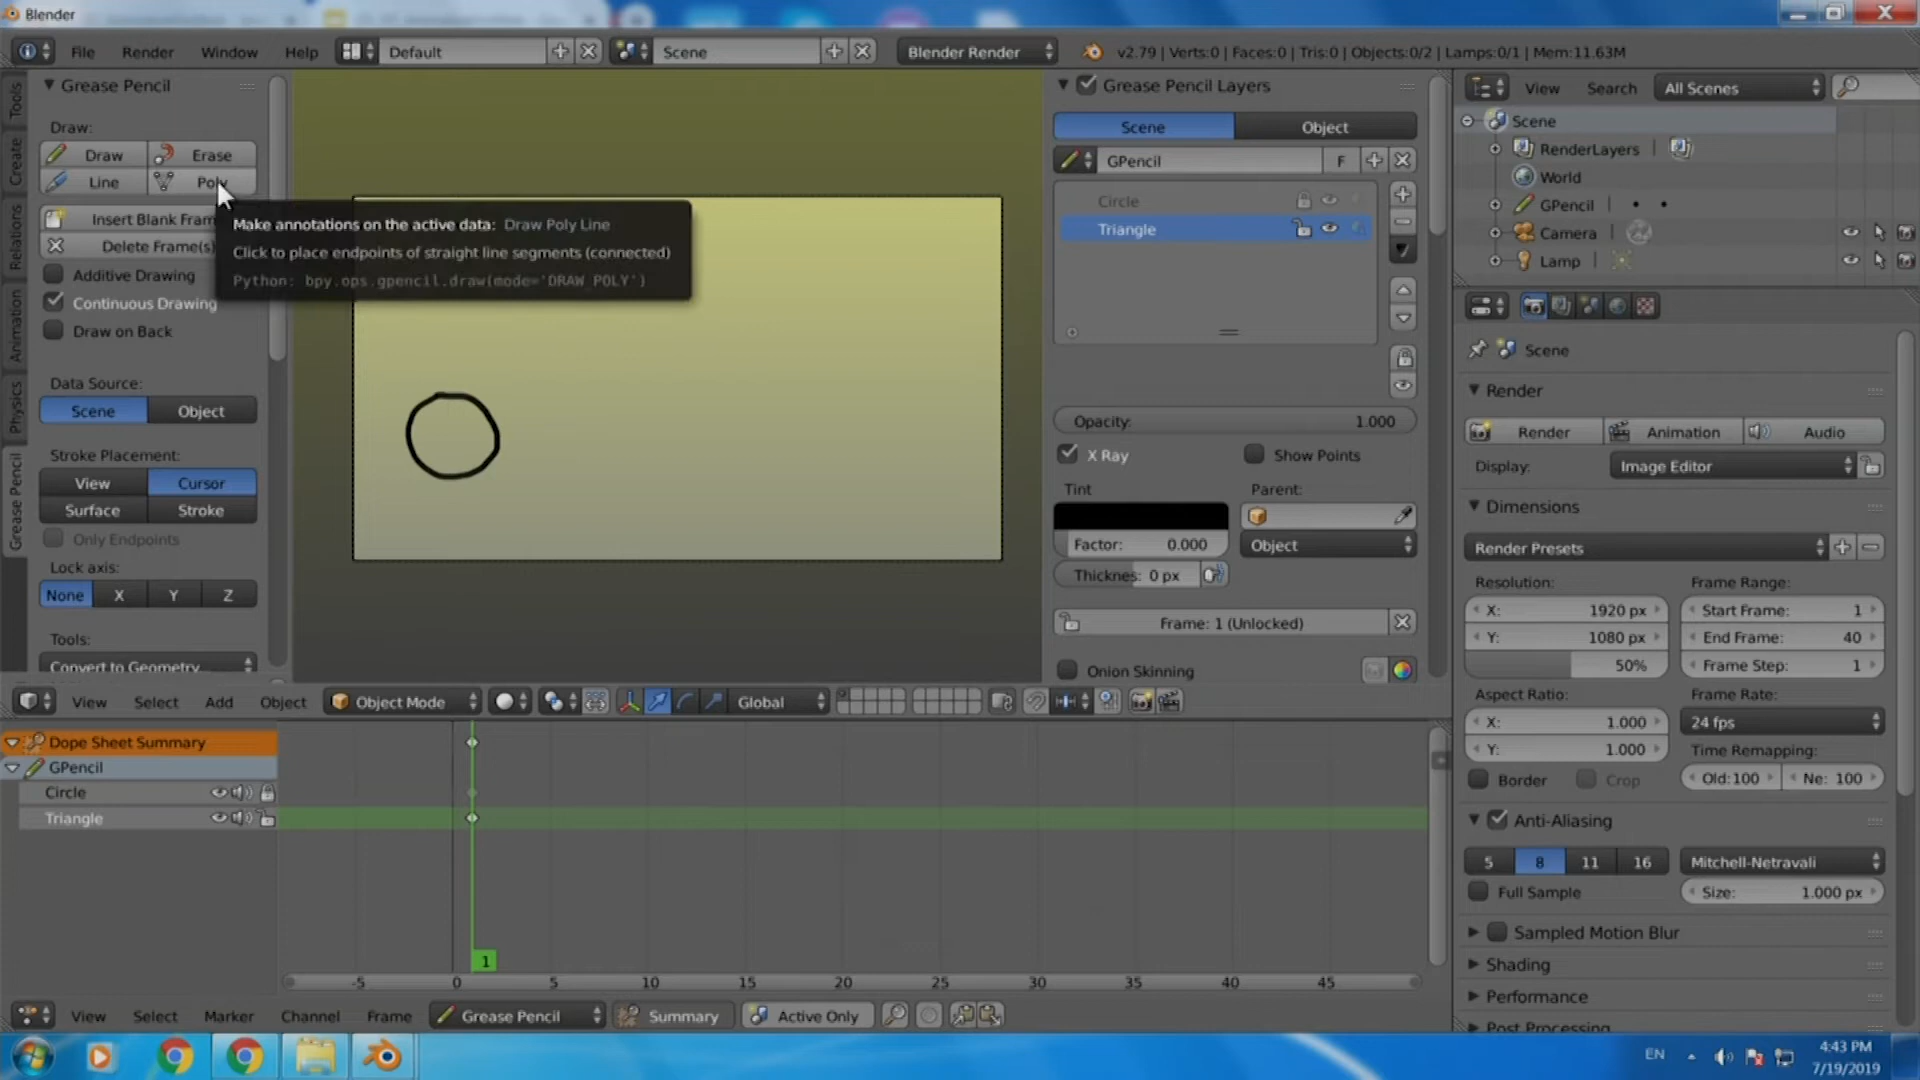 Blender
File Render Window Help Default Scene Blender Render v2.79 | Verts:0 | Faces:0 | Tris:0 | Objects:0/2 | Lamps:0/1 | Mem:11.63M
Tools
Create
Relations
Animation
Physics
Grease Pencil
Grease Pencil
Draw:
Draw Erase
Line Poly
Insert Blank Fram
Delete Frame(s)
Additive Drawing
Continuous Drawing
Draw on Back
Data Source:
Scene Object
Stroke Placement:
View Cursor
Surface Stroke
Only Endpoints
Lock axis:
None X Y Z
Tools:
Convert to Geometry...
Make annotations on the active data: Draw Poly Line
Click to place endpoints of straight line segments (connected)
Python: bpy.ops.gpencil.draw(mode='DRAW_POLY')
Grease Pencil Layers
Scene Object
GPencil F
Circle
Triangle
Opacity: 1.000
X Ray Show Points
Tint Parent:
Factor: 0.000 Object
Thicknes: 0 px
Frame: 1 (Unlocked)
Onion Skinning
View Search All Scenes
Scene
RenderLayers
World
GPencil
Camera
Lamp
Scene
Render
Render Animation Audio
Display: Image Editor
Dimensions
Render Presets
Resolution: Frame Range:
X: 1920 px Start Frame: 1
Y: 1080 px End Frame: 40
50% Frame Step: 1
Aspect Ratio: Frame Rate:
X: 1.000 24 fps
Y: 1.000 Time Remapping:
Border Crop Old:100 Ne: 100
Anti-Aliasing
5 8 11 16 Mitchell-Netravali
Full Sample Size: 1.000 px
Sampled Motion Blur
Shading
Performance
Post Processing
View Select Add Object Object Mode Global
Dope Sheet Summary
GPencil
Circle
Triangle
1
-5 0 5 10 15 20 25 30 35 40 45
View Select Marker Channel Frame Grease Pencil Summary Active Only
EN 4:43 PM
7/19/2019